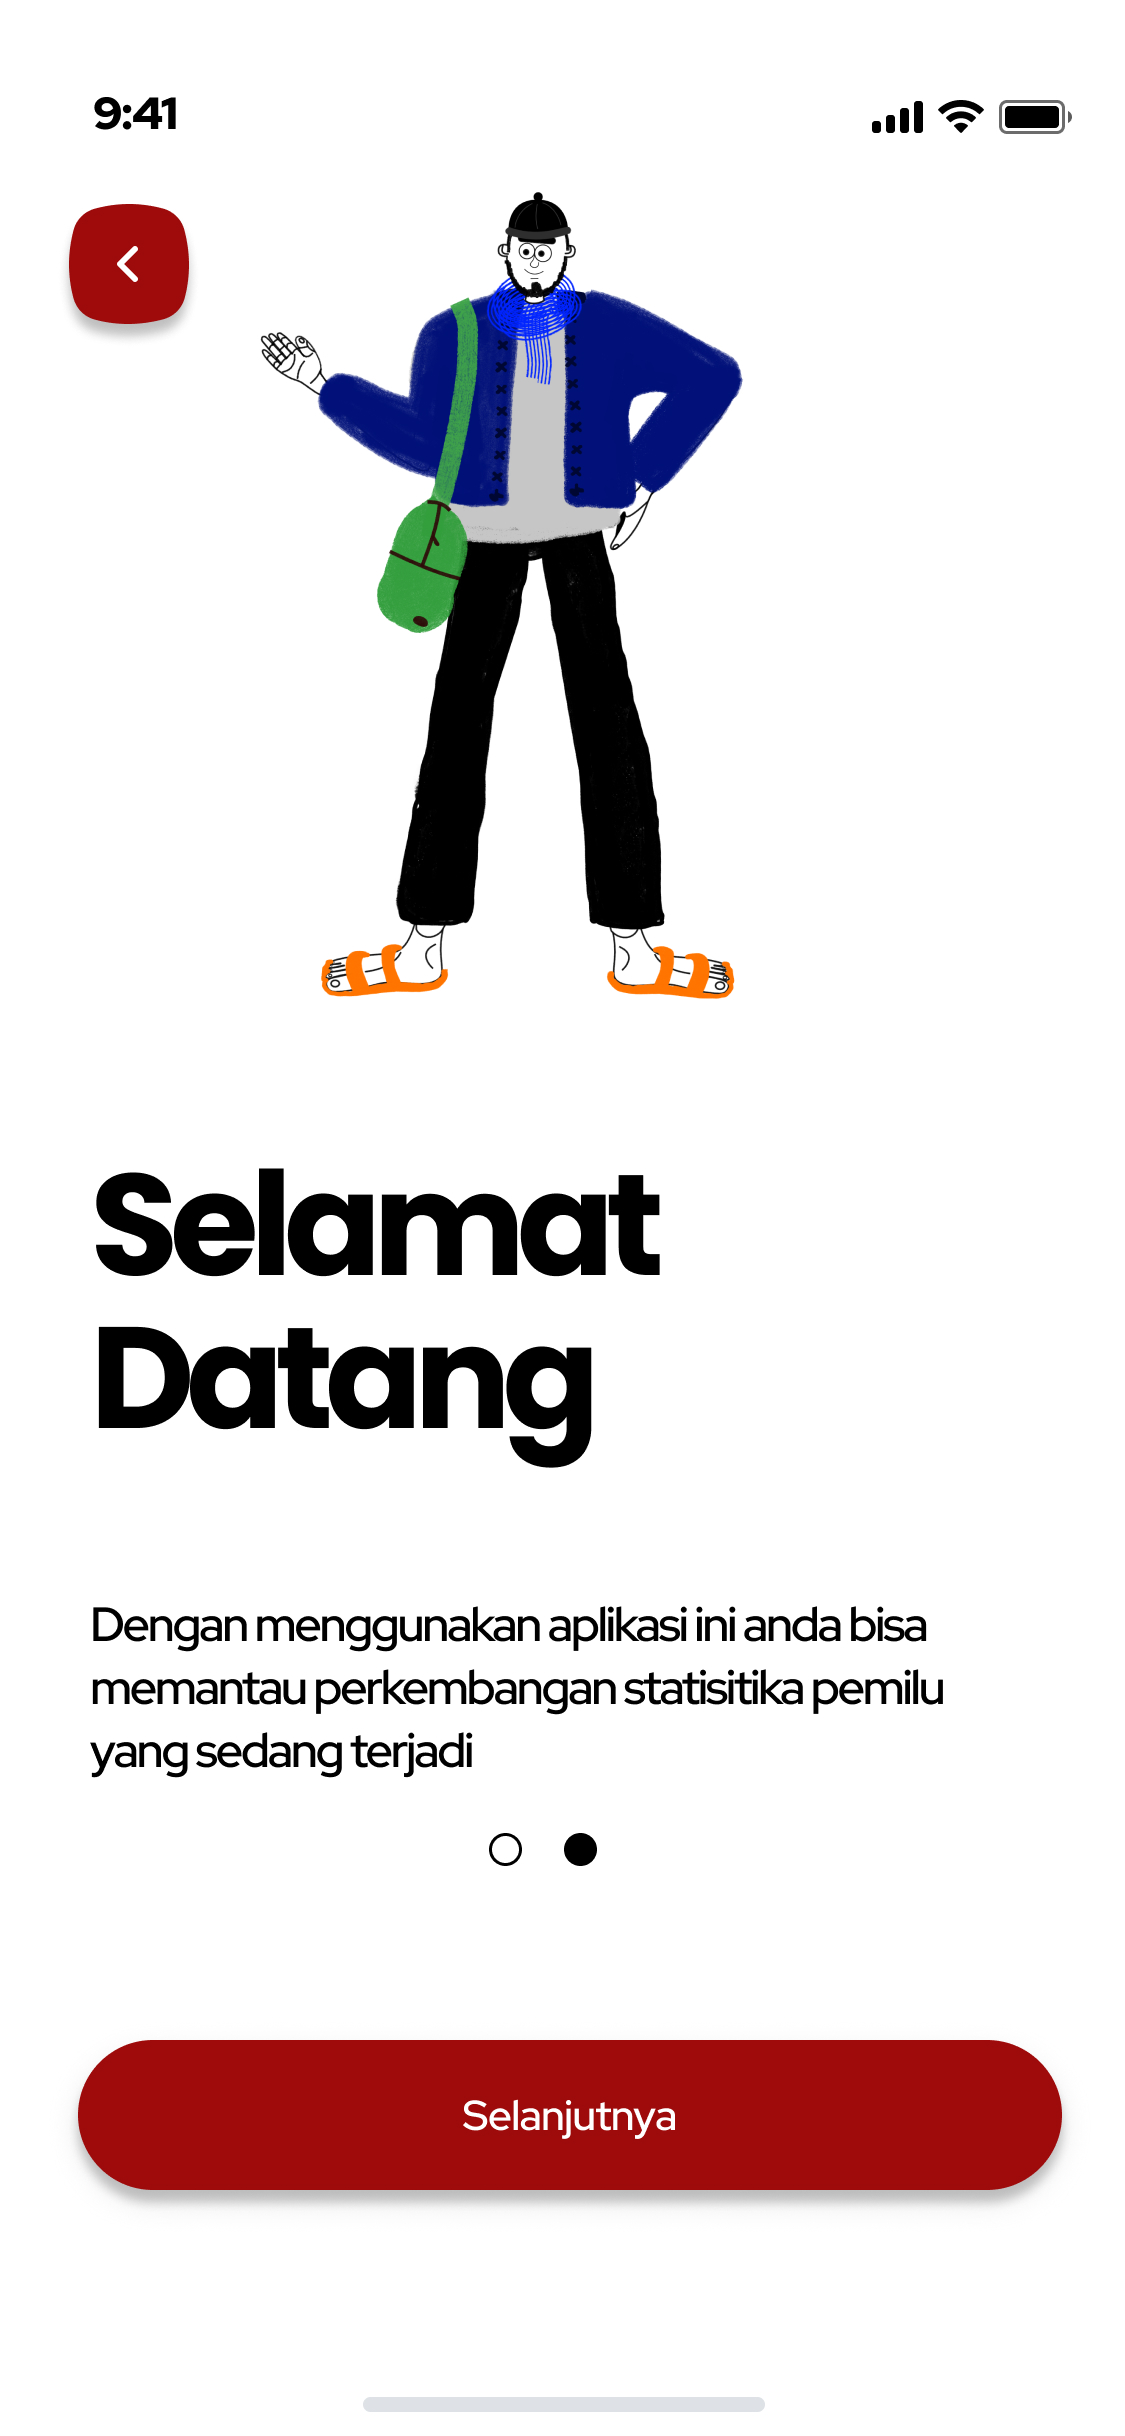 9:41
Selamat
Datang
Dengan menggunakan aplikasi ini anda bisa
memantau perkembangan statisitika pemilu
yang sedang terjadi
Selanjutnya